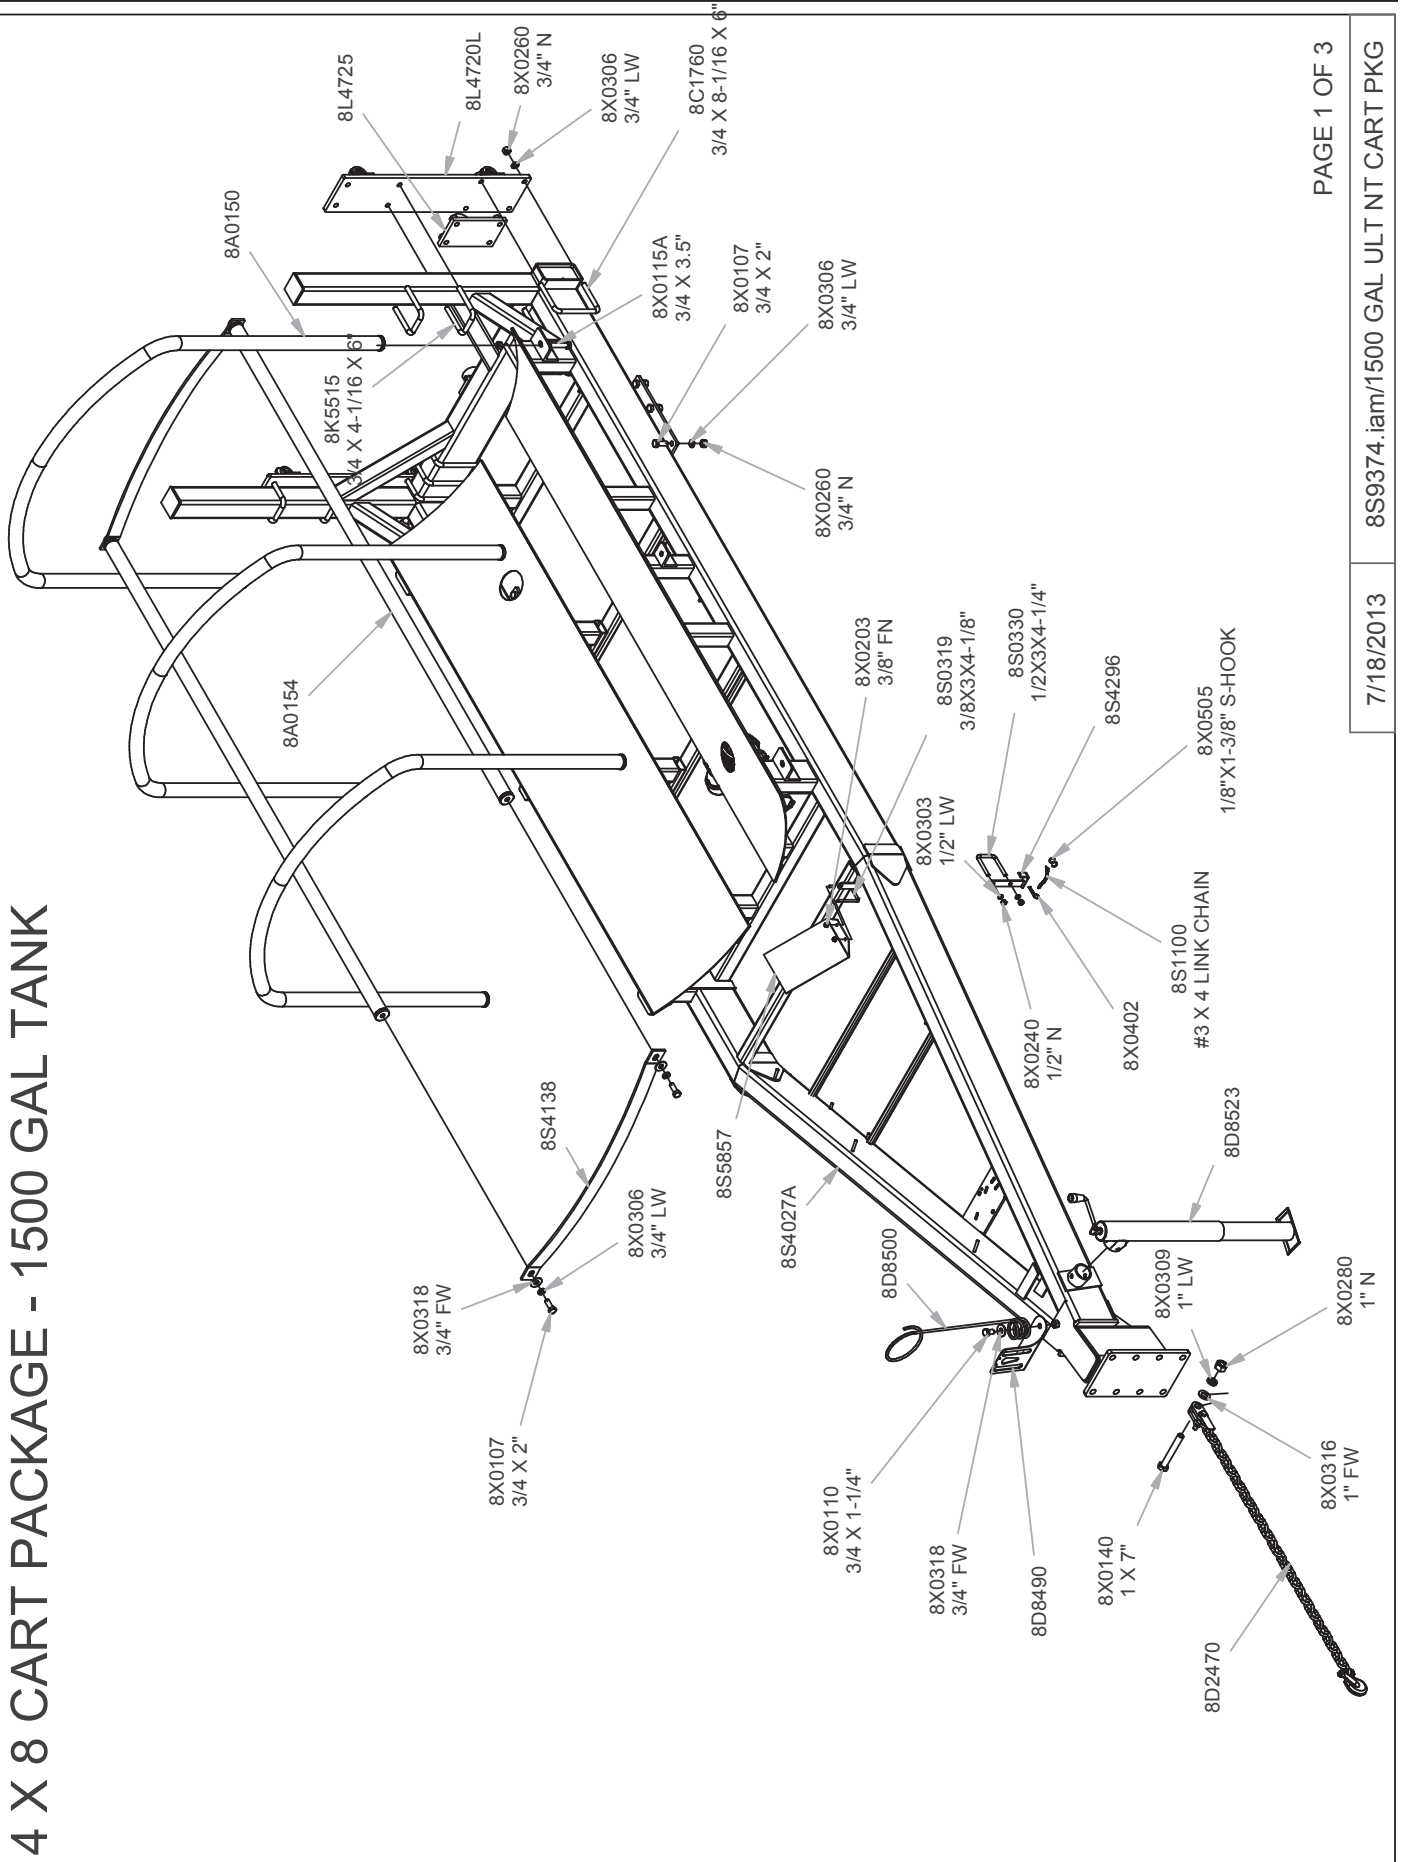 4 X 8 CART PACKAGE - 1500 GAL TANK
8X0107
3/4 X 2"
8X0318
3/4" FW
8X0306
3/4" LW
8S4138
8A0154
8A0150
8K5515
3/4 X 4-1/16 X 6"
8L4725
8L4720L
8X0260
3/4" N
8X0306
3/4" LW
8C1760
3/4 X 8-1/16 X 6"
8X0115A
3/4 X 3.5"
8X0107
3/4 X 2"
8X0306
3/4" LW
8X0260
3/4" N
8S5857
8S4027A
8D8500
8X0110
3/4 X 1-1/4"
8X0318
3/4" FW
8D8490
8X0203
3/8" FN
8S0319
3/8X3X4-1/8"
8S0330
1/2X3X4-1/4"
8S4296
8X0505
1/8"X1-3/8" S-HOOK
8X0303
1/2" LW
8X0240
1/2" N
8X0402
8S1100
#3 X 4 LINK CHAIN
8D8523
8X0309
1" LW
8X0280
1" N
8X0316
1" FW
8X0140
1 X 7"
8D2470
PAGE 1 OF 3
7/18/2013
8S9374.iam/1500 GAL ULT NT CART PKG